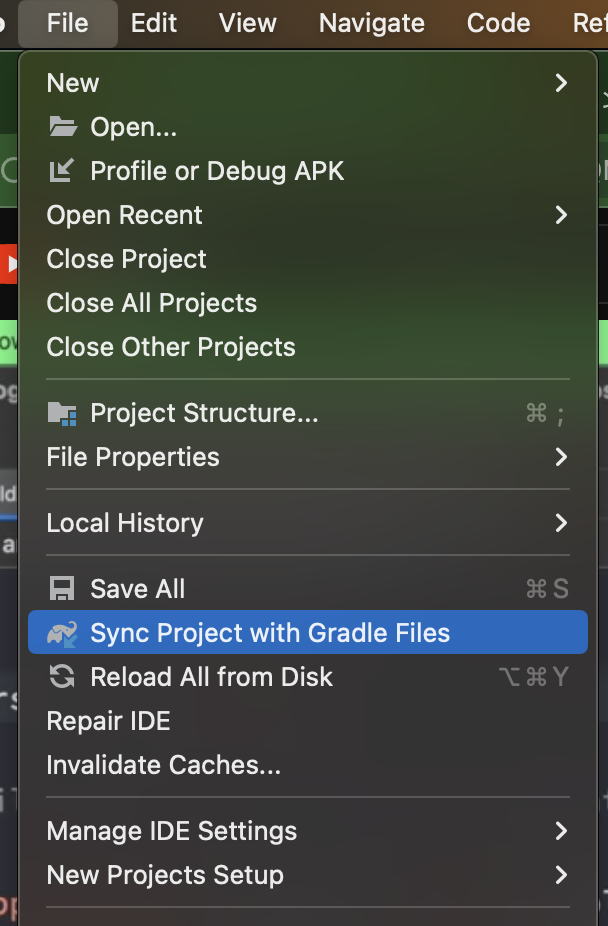 File Edit View Navigate Code
New
Open...
Profile or Debug APK
Open Recent
Close Project
Close All Projects
Close Other Projects
Project Structure... ⌘ ;
File Properties
Local History
Save All ⌘ S
Sync Project with Gradle Files
Reload All from Disk ⌥ ⌘ Y
Repair IDE
Invalidate Caches...
Manage IDE Settings
New Projects Setup